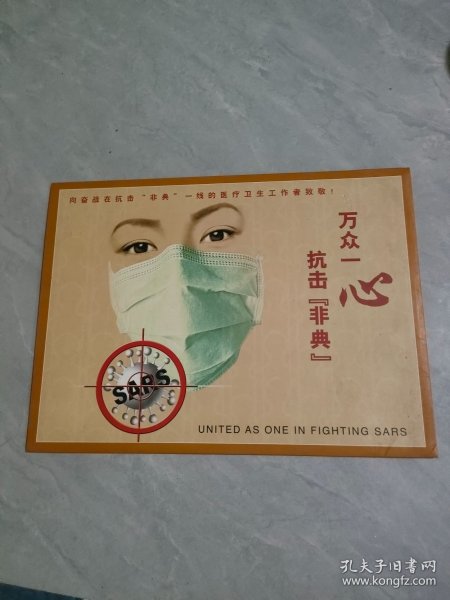 向奋战在抗击“非典”一线的医疗卫生工作者致敬！
万众一心
抗击『非典』
SARS
UNITED AS ONE IN FIGHTING SARS
孔夫子旧书网
www.kongfz.com